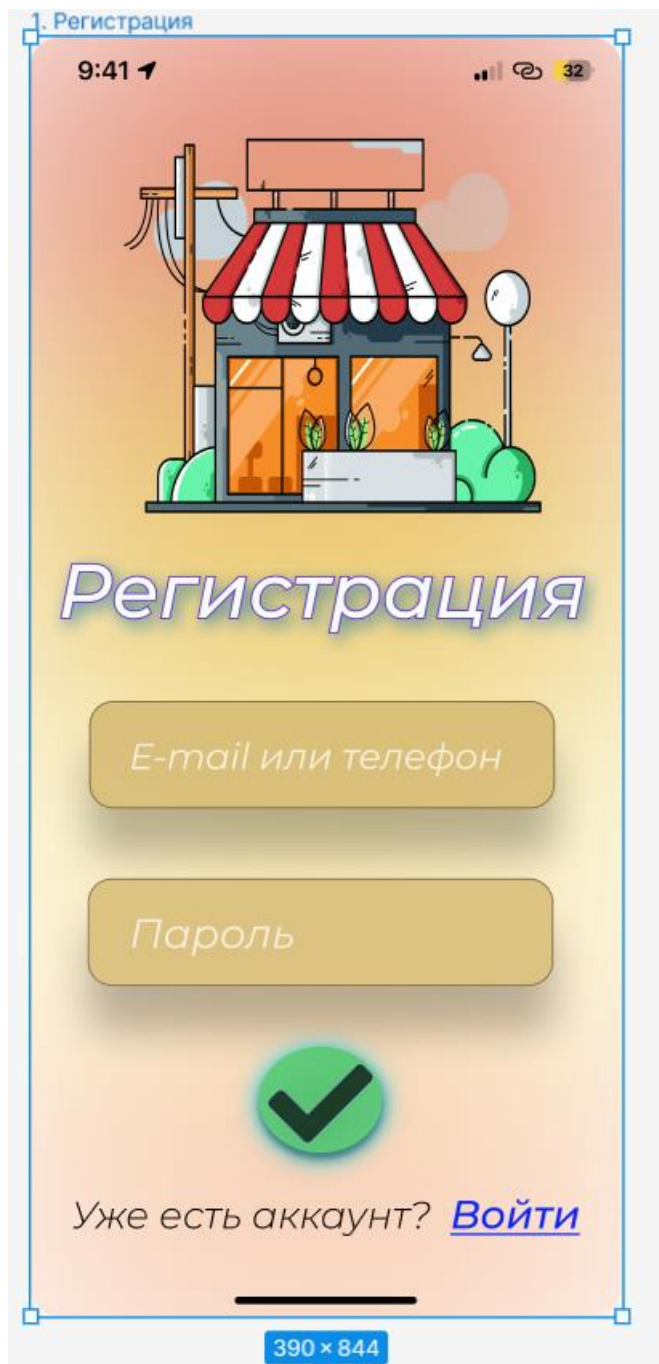 1. Регистрация
9:41
32
Регистрация
E-mail или телефон
Пароль
Уже есть аккаунт? Войти
390 × 844